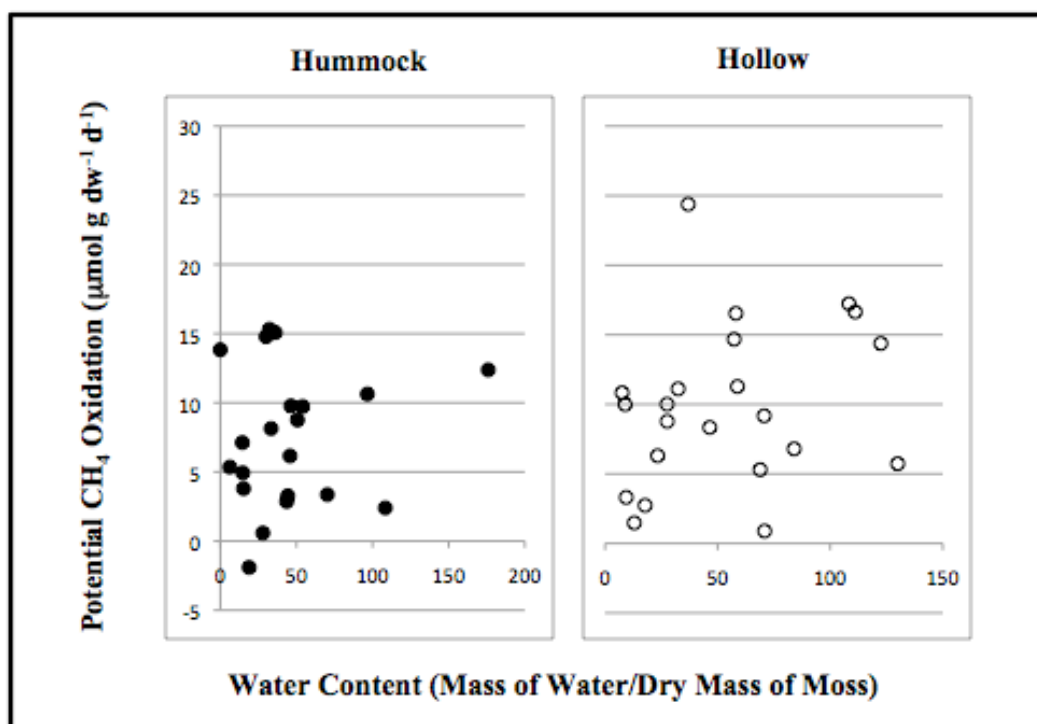 Hummock
Hollow
Potential CH₄ Oxidation (μmol g dw⁻¹ d⁻¹)
30
25
20
15
10
5
0
-5
0 50 100 150 200
0 50 100 150
Water Content (Mass of Water/Dry Mass of Moss)